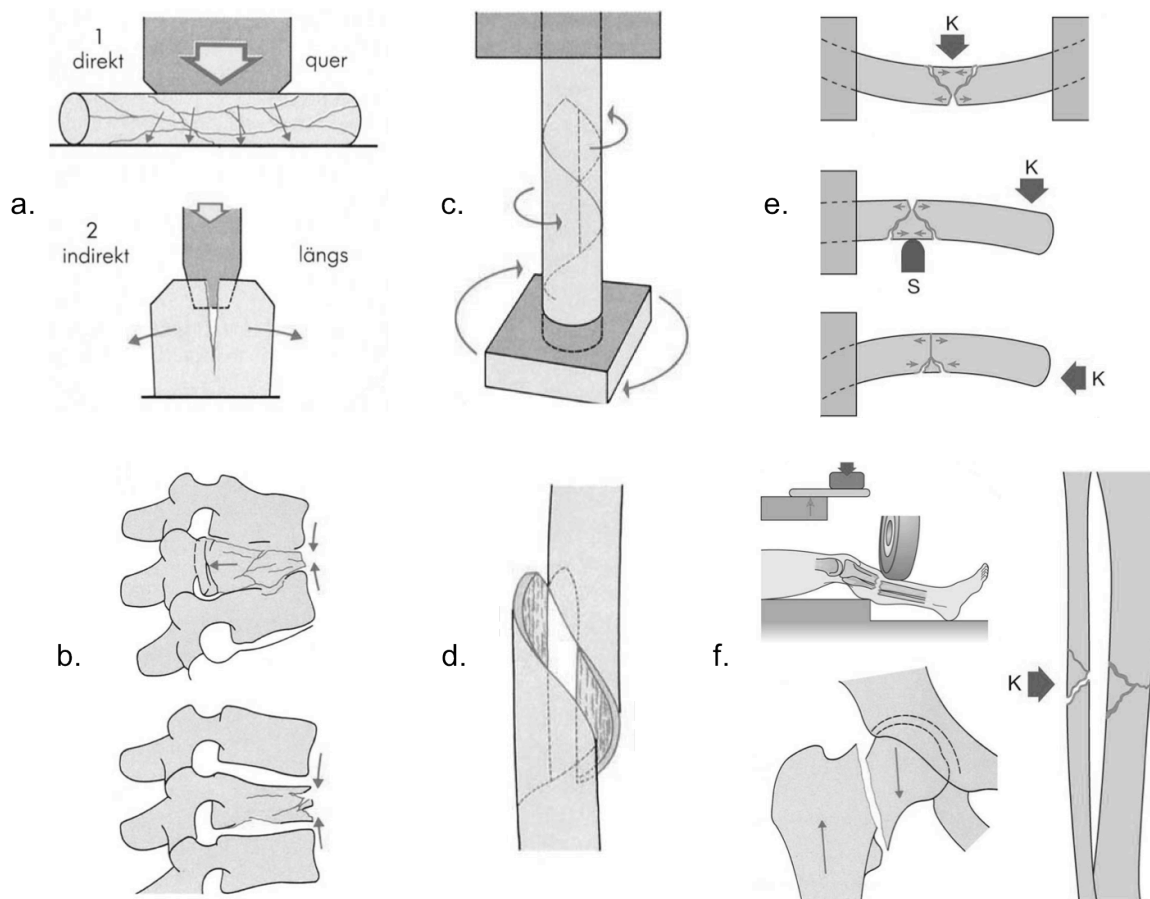 1
direkt
quer
a.
2
indirekt
längs
c.
K
K
e.
S
K
b.
d.
f.
K